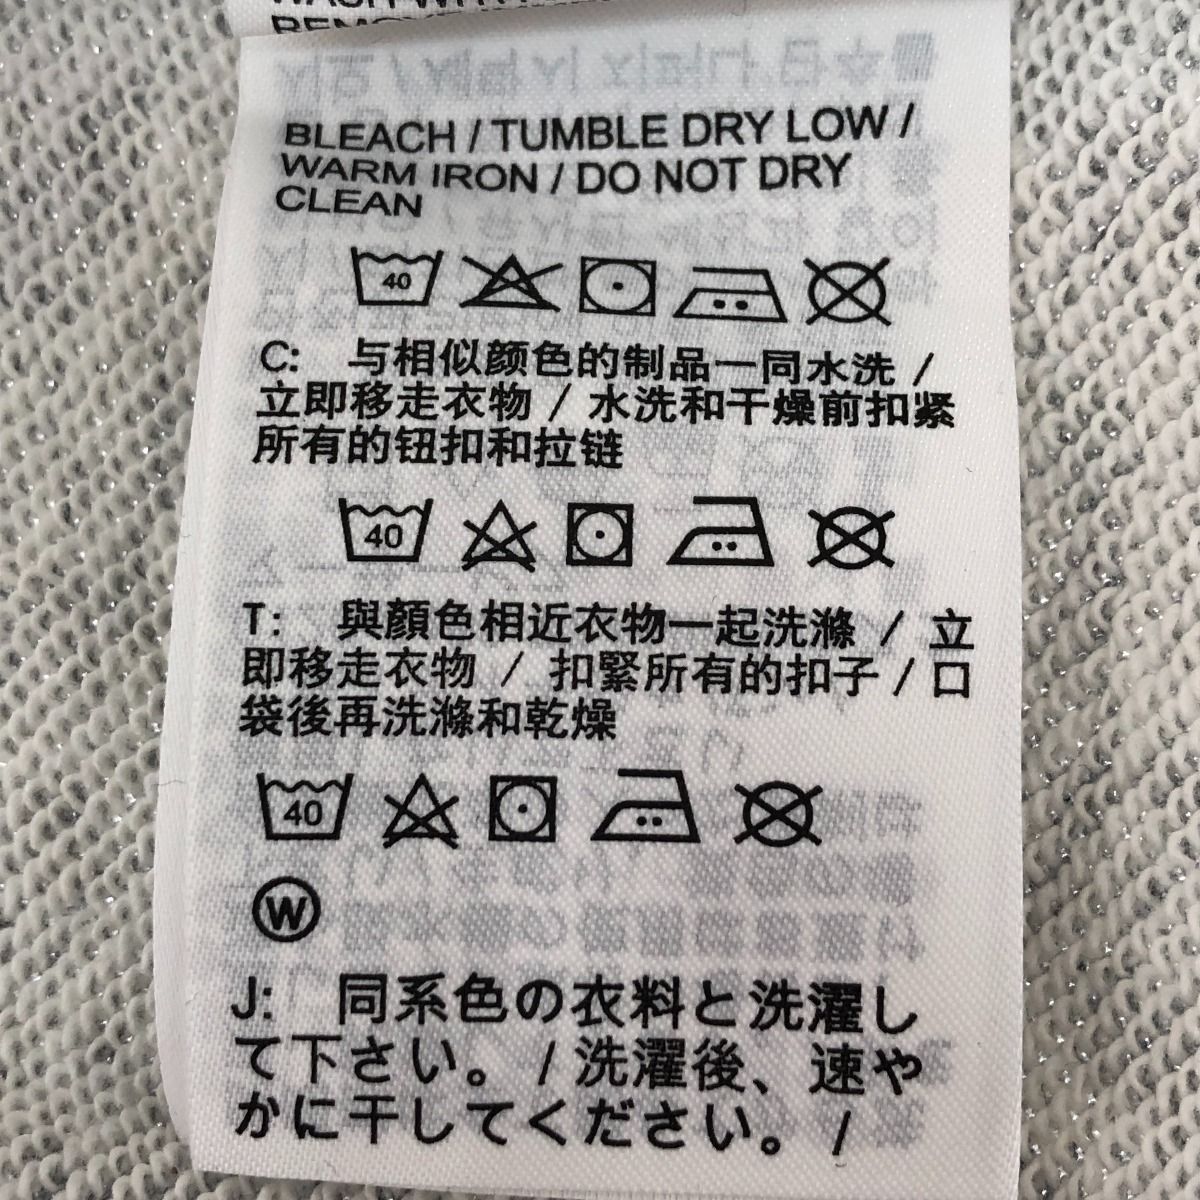 BLEACH / TUMBLE DRY LOW /
WARM IRON / DO NOT DRY
CLEAN
40
C: 与相似颜色的制品一同水洗 /
立即移走衣物 / 水洗和干燥前扣紧
所有的钮扣和拉链
40
T: 與顏色相近衣物一起洗滌 / 立
即移走衣物 / 扣緊所有的扣子 / 口
袋後再洗滌和乾燥
40
W
J: 同系色の衣料と洗濯し
て下さい。 / 洗濯後、速や
かに干してください。 /